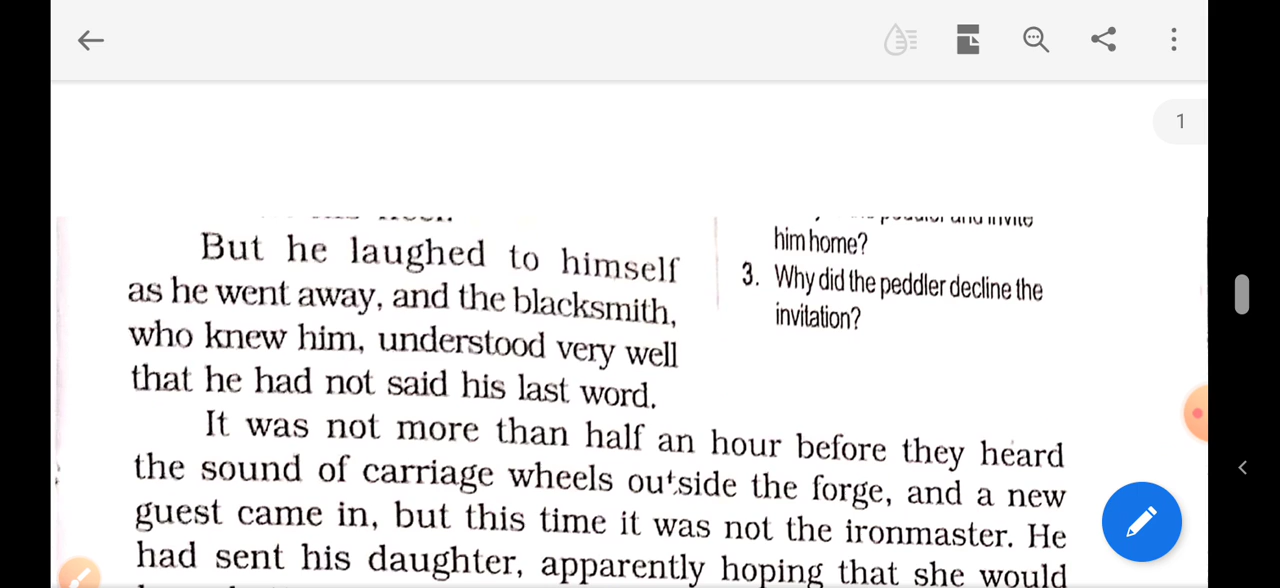 1
and invite
him home?
3. Why did the peddler decline the
invitation?
But he laughed to himself
as he went away, and the blacksmith,
who knew him, understood very well
that he had not said his last word.
It was not more than half an hour before they heard
the sound of carriage wheels outside the forge, and a new
guest came in, but this time it was not the ironmaster. He
had sent his daughter, apparently hoping that she would